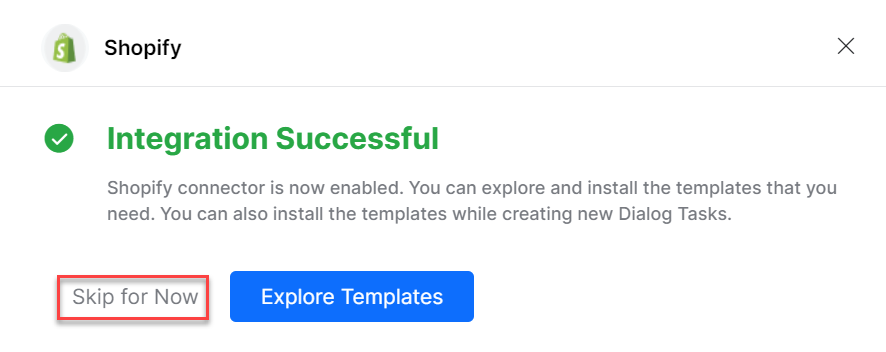 Shopify
Integration Successful
Shopify connector is now enabled. You can explore and install the templates that you
need. You can also install the templates while creating new Dialog Tasks.
Skip for Now
Explore Templates